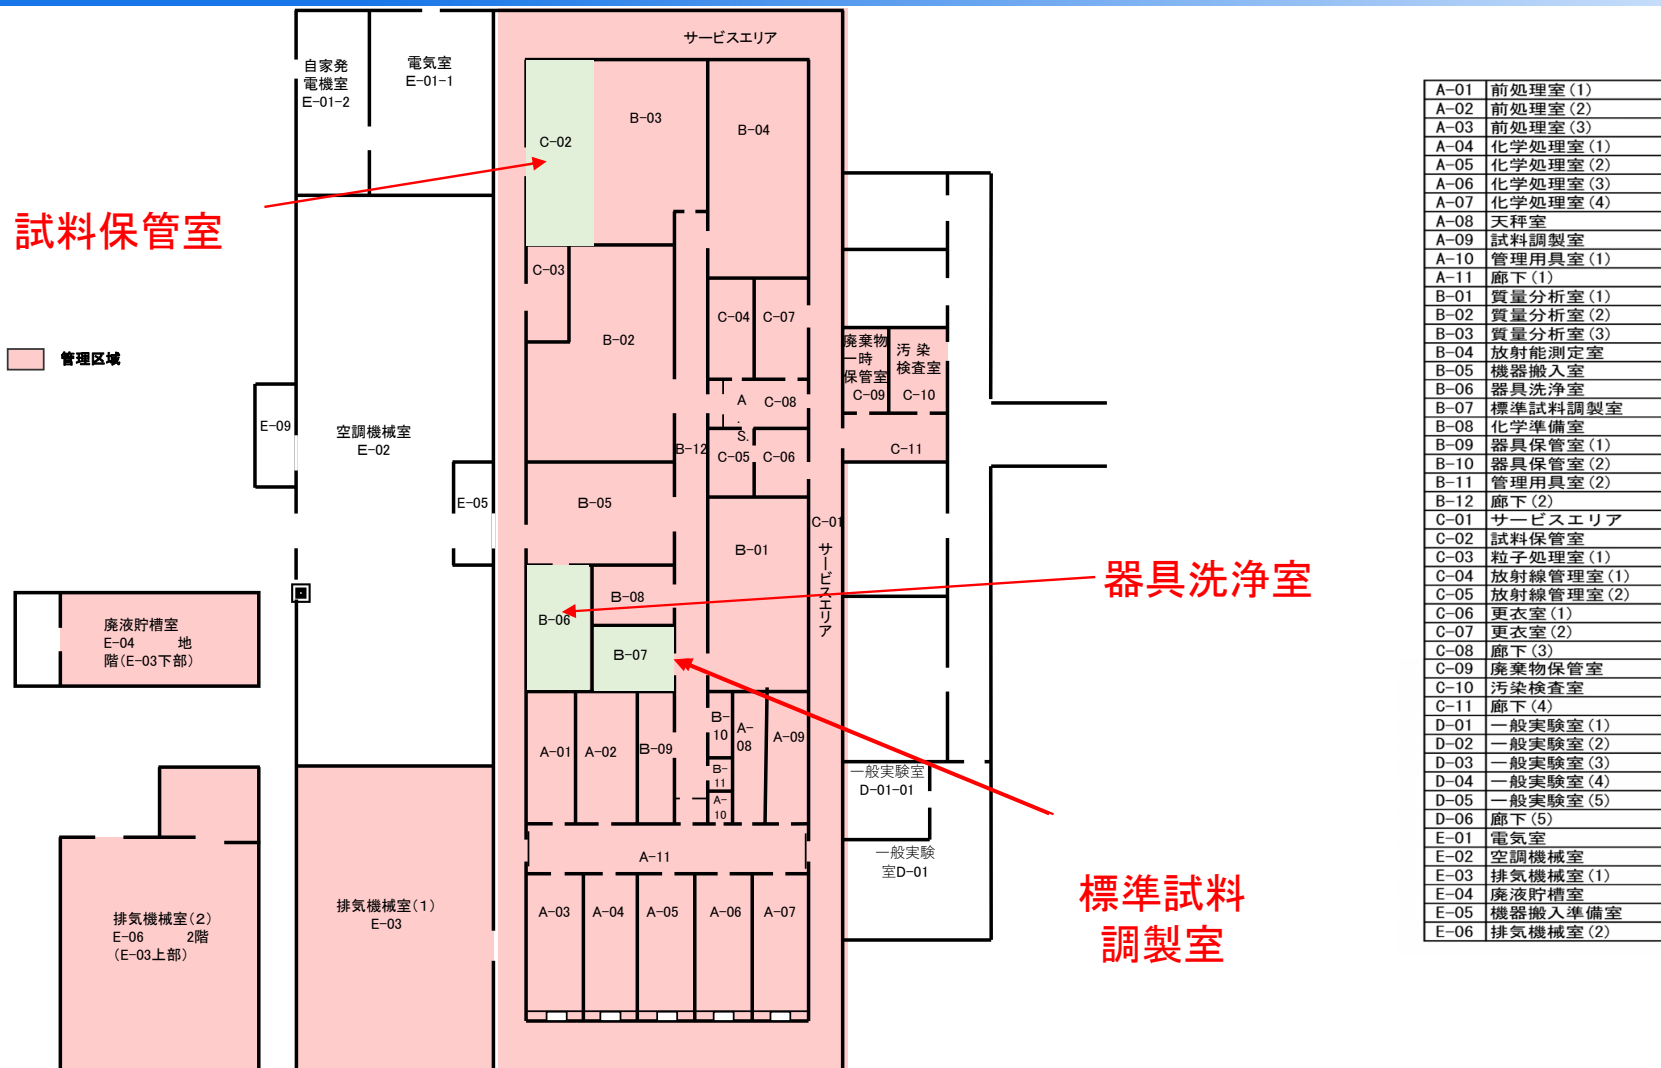 サービスエリア
自家発
電機室
E-01-2
電気室
E-01-1
C-02
B-03
B-04
試料保管室
C-03
B-02
C-04
C-07
管理区域
廃棄物
一時
保管室
C-09
汚 染
検査室
C-10
A
.
S.
C-08
E-09
空調機械室
E-02
B-12
C-05
C-06
C-11
E-05
B-05
C-01
サービスエリア
B-01
器具洗浄室
B-08
B-06
B-07
廃液貯槽室
E-04 地
階(E-03下部)
A-01
A-02
B-09
B-
10
A-
08
A-09
B-
11
A-
10
一般実験室
D-01-01
一般実験
室D-01
A-11
標準試料
調製室
排気機械室(2)
E-06 2階
(E-03上部)
排気機械室(1)
E-03
A-03
A-04
A-05
A-06
A-07
A-01 前処理室(1)
A-02 前処理室(2)
A-03 前処理室(3)
A-04 化学処理室(1)
A-05 化学処理室(2)
A-06 化学処理室(3)
A-07 化学処理室(4)
A-08 天秤室
A-09 試料調製室
A-10 管理用具室(1)
A-11 廊下(1)
B-01 質量分析室(1)
B-02 質量分析室(2)
B-03 質量分析室(3)
B-04 放射能測定室
B-05 機器搬入室
B-06 器具洗浄室
B-07 標準試料調製室
B-08 化学準備室
B-09 器具保管室(1)
B-10 器具保管室(2)
B-11 管理用具室(2)
B-12 廊下(2)
C-01 サービスエリア
C-02 試料保管室
C-03 粒子処理室(1)
C-04 放射線管理室(1)
C-05 放射線管理室(2)
C-06 更衣室(1)
C-07 更衣室(2)
C-08 廊下(3)
C-09 廃棄物保管室
C-10 汚染検査室
C-11 廊下(4)
D-01 一般実験室(1)
D-02 一般実験室(2)
D-03 一般実験室(3)
D-04 一般実験室(4)
D-05 一般実験室(5)
D-06 廊下(5)
E-01 電気室
E-02 空調機械室
E-03 排気機械室(1)
E-04 廃液貯槽室
E-05 機器搬入準備室
E-06 排気機械室(2)